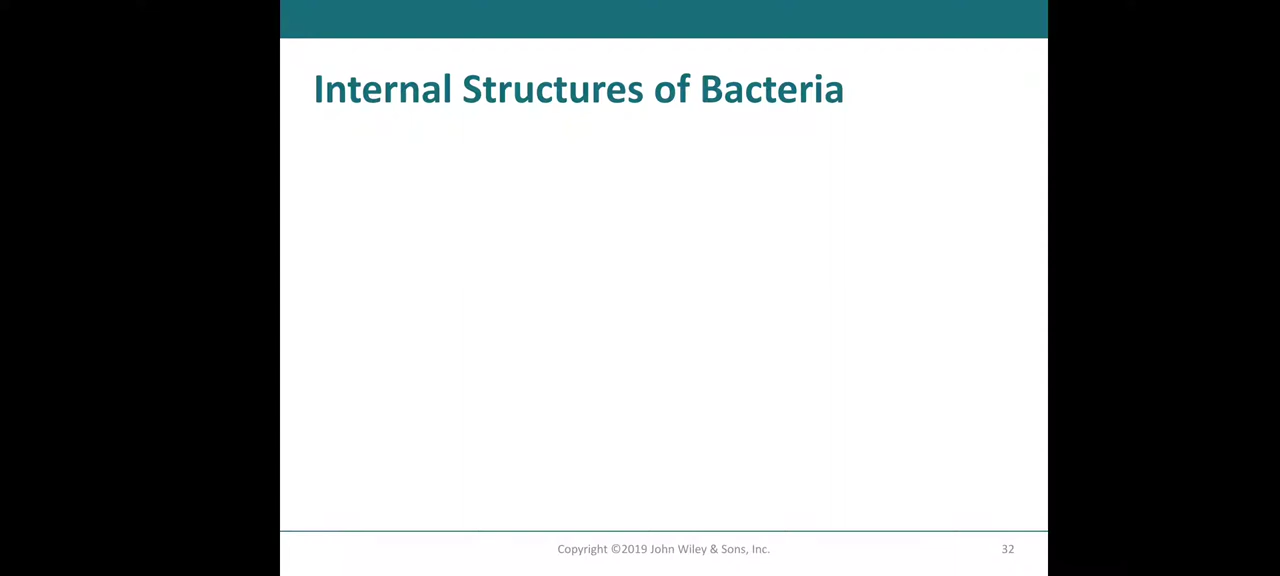 Internal Structures of Bacteria
Copyright ©2019 John Wiley & Sons, Inc.
32